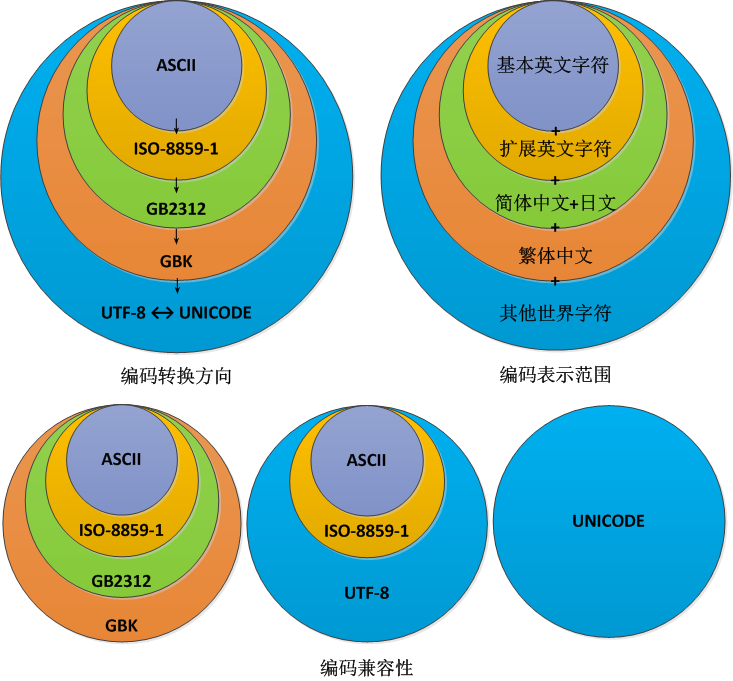 ASCII
ISO-8859-1
GB2312
GBK
UTF-8 ↔ UNICODE
编码转换方向
基本英文字符
+
扩展英文字符
+
简体中文+日文
+
繁体中文
+
其他世界字符
编码表示范围
ASCII
ISO-8859-1
GB2312
GBK
ASCII
ISO-8859-1
UTF-8
UNICODE
编码兼容性